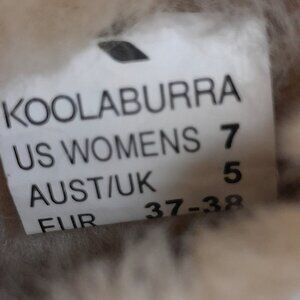 KOOLABURRA
US WOMENS 7
AUST/UK 5
EUR 37-38